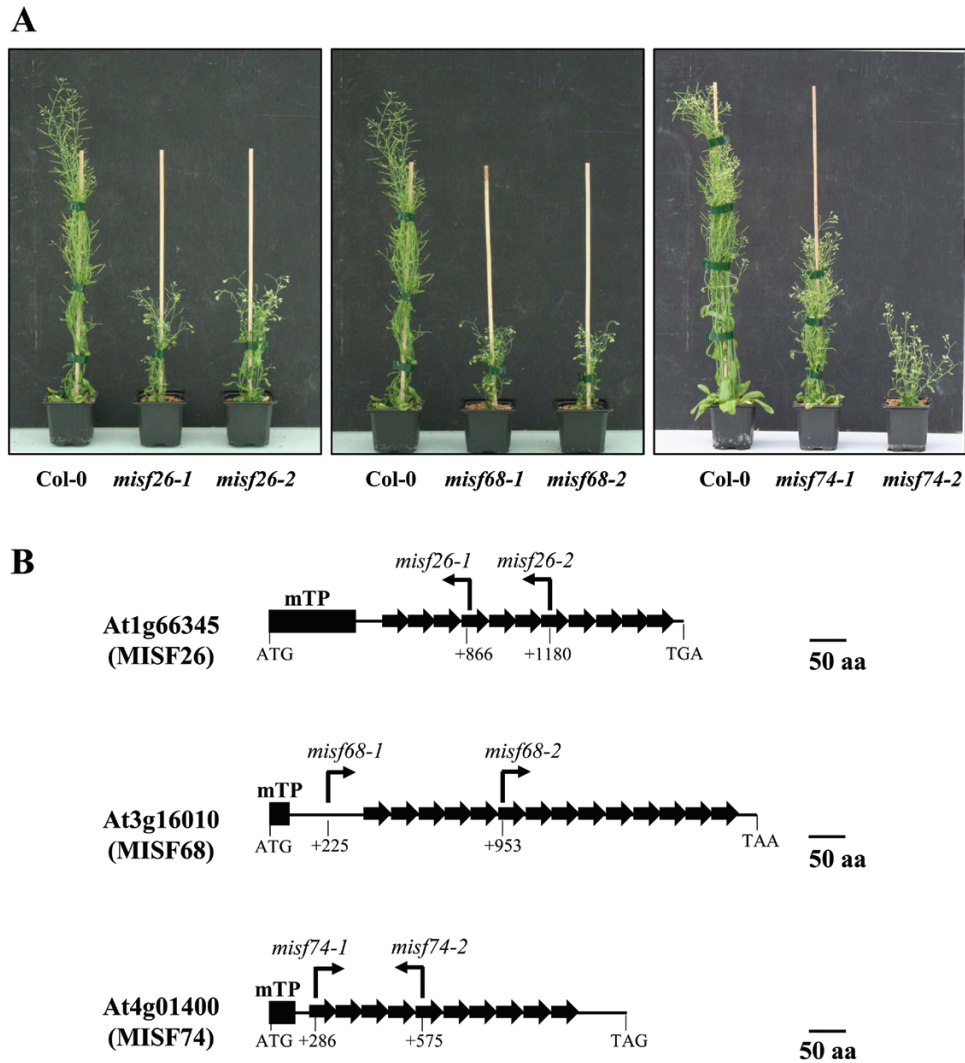 A
Col-0 misf26-1 misf26-2
Col-0 misf68-1 misf68-2
Col-0 misf74-1 misf74-2
B
misf26-1 misf26-2
mTP
At1g66345
(MISF26)
ATG +866 +1180 TGA
50 aa
misf68-1 misf68-2
mTP
At3g16010
(MISF68)
ATG +225 +953 TAA
50 aa
misf74-1 misf74-2
mTP
At4g01400
(MISF74)
ATG +286 +575 TAG
50 aa